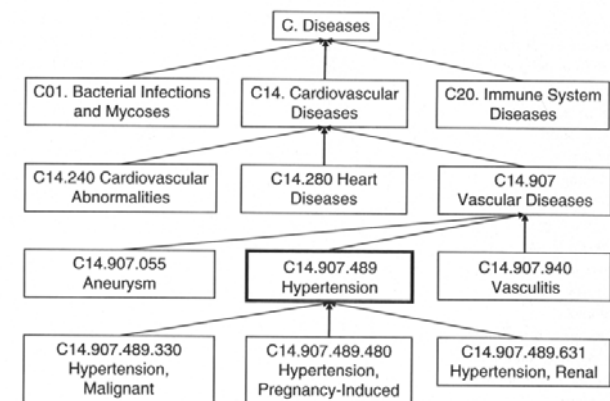 C. Diseases
C01. Bacterial Infections
and Mycoses
C14. Cardiovascular
Diseases
C20. Immune System
Diseases
C14.240 Cardiovascular
Abnormalities
C14.280 Heart
Diseases
C14.907
Vascular Diseases
C14.907.055
Aneurysm
C14.907.489
Hypertension
C14.907.940
Vasculitis
C14.907.489.330
Hypertension,
Malignant
C14.907.489.480
Hypertension,
Pregnancy-Induced
C14.907.489.631
Hypertension, Renal